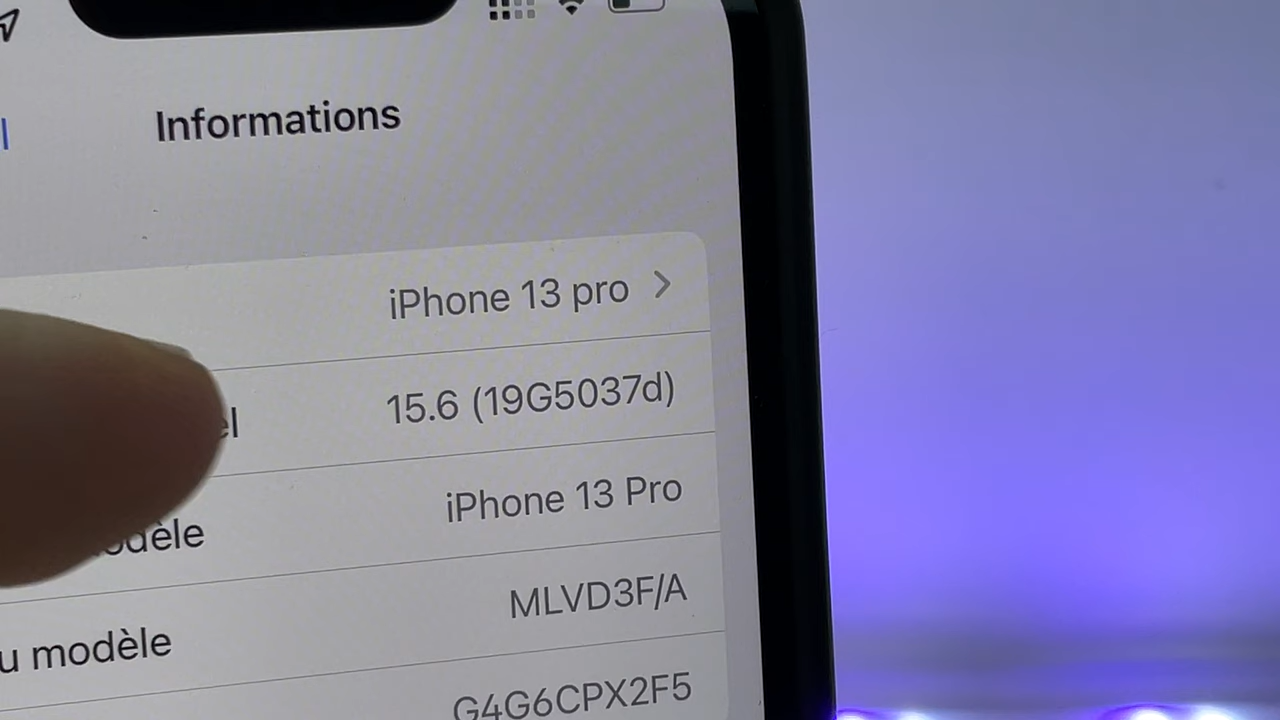 Informations
iPhone 13 pro
15.6 (19G5037d)
iPhone 13 Pro
modèle
MLVD3F/A
G4G6CPX2F5